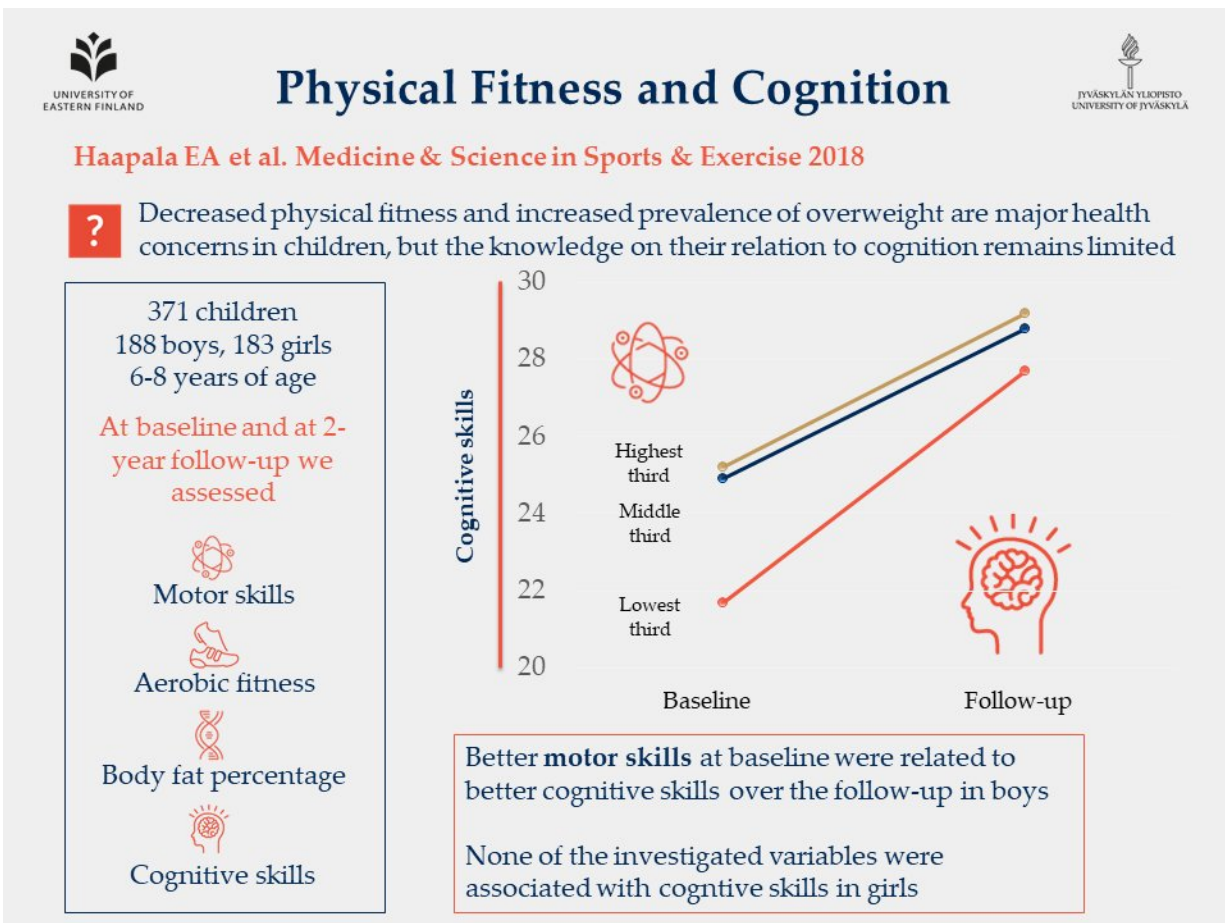 UNIVERSITY OF
EASTERN FINLAND
Physical Fitness and Cognition
JYVÄSKYLÄN YLIOPISTO
UNIVERSITY OF JYVÄSKYLÄ
Haapala EA et al. Medicine & Science in Sports & Exercise 2018
?
Decreased physical fitness and increased prevalence of overweight are major health
concerns in children, but the knowledge on their relation to cognition remains limited
371 children
188 boys, 183 girls
6-8 years of age
At baseline and at 2-
year follow-up we
assessed
Motor skills
Aerobic fitness
Body fat percentage
Cognitive skills
Cognitive skills
30
28
26
24
22
20
Highest
third
Middle
third
Lowest
third
Baseline
Follow-up
Better motor skills at baseline were related to
better cognitive skills over the follow-up in boys
None of the investigated variables were
associated with cogntive skills in girls